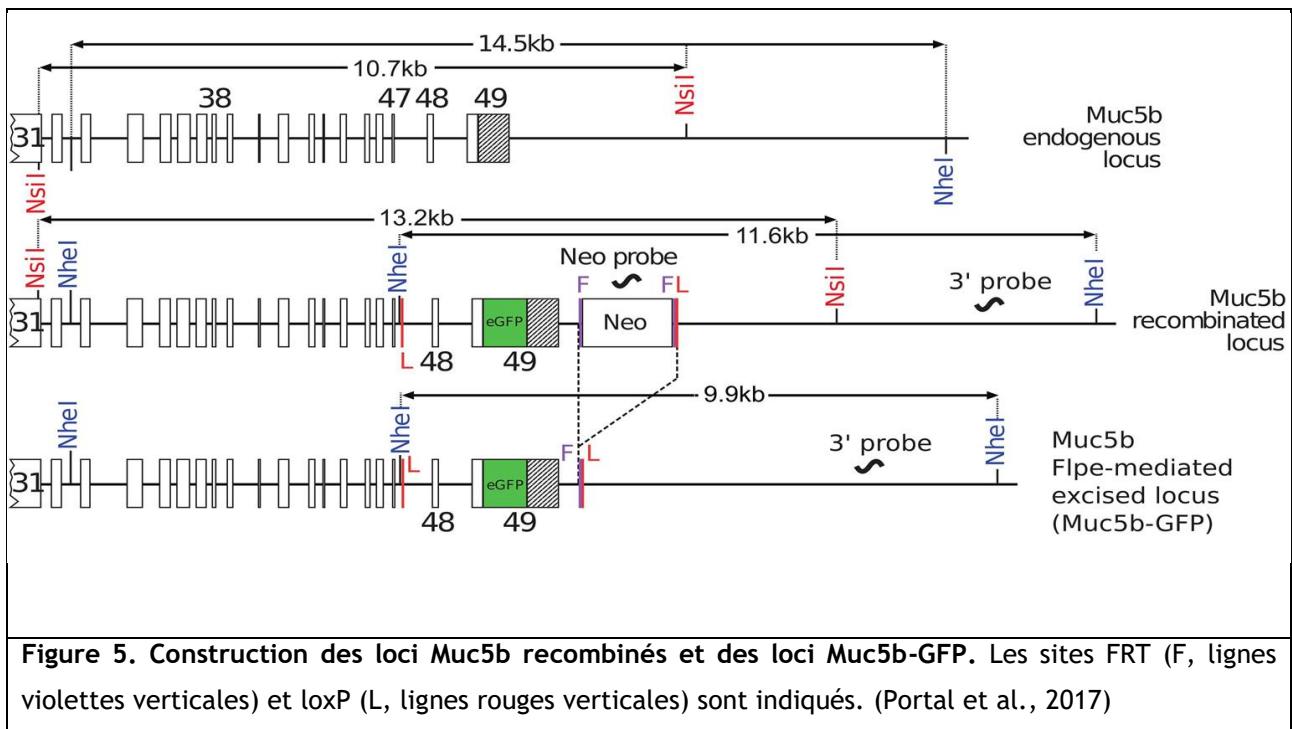 14.5kb
10.7kb
38 47 48 49
NsiI
31
Muc5b
endogenous
locus
NsiI
NheI
13.2kb
11.6kb
NsiI
NheI
NheI
Neo probe
F FL
NsiI
3' probe
NheI
31
eGFP
Neo
Muc5b
recombinated
locus
L 48 49
9.9kb
NheI
NheI
L
F L
3' probe
NheI
31
eGFP
48 49
Muc5b
Flpe-mediated
excised locus
(Muc5b-GFP)
Figure 5. Construction des loci Muc5b recombinés et des loci Muc5b-GFP. Les sites FRT (F, lignes
violettes verticales) et loxP (L, lignes rouges verticales) sont indiqués. (Portal et al., 2017)